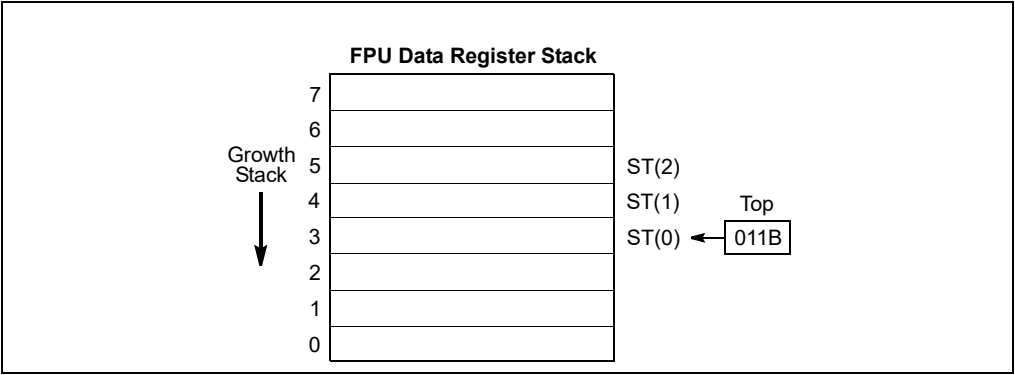 FPU Data Register Stack
7
6
Growth
Stack
5
ST(2)
4
ST(1)
Top
3
ST(0)
011B
2
1
0